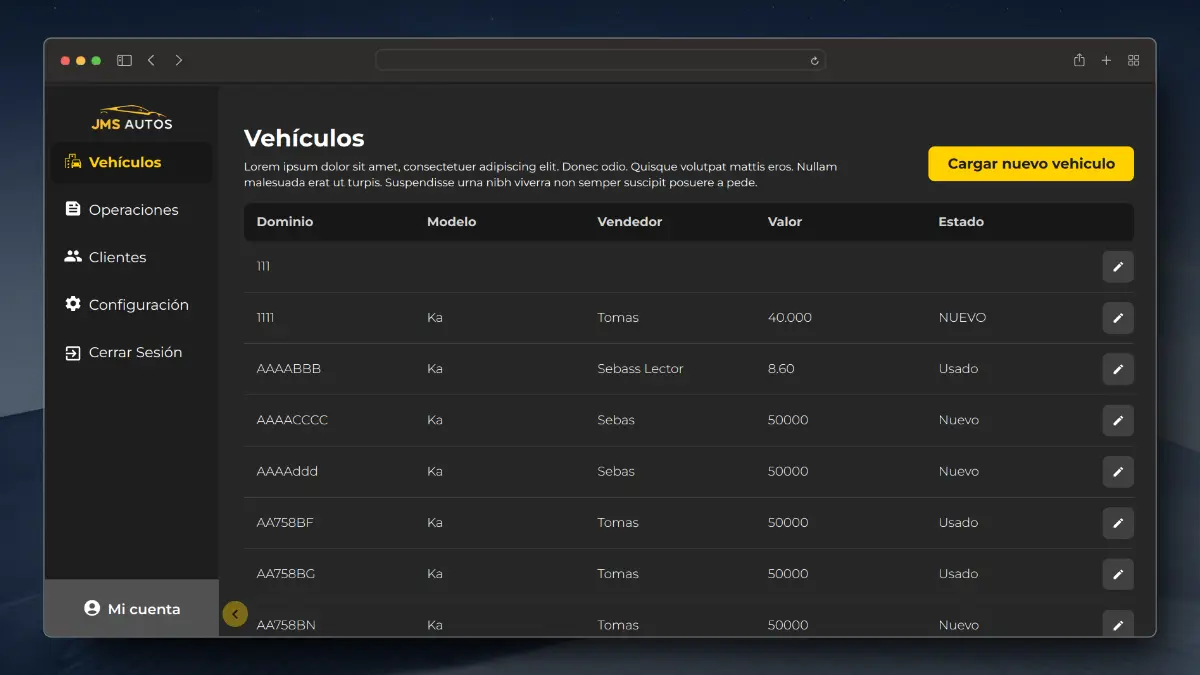 JMS AUTOS
Vehículos
Operaciones
Clientes
Configuración
Cerrar Sesión
Mi cuenta
Vehículos
Lorem ipsum dolor sit amet, consectetuer adipiscing elit. Donec odio. Quisque volutpat mattis eros. Nullam
malesuada erat ut turpis. Suspendisse urna nibh viverra non semper suscipit posuere a pede.
Cargar nuevo vehiculo
Dominio Modelo Vendedor Valor Estado
111
1111 Ka Tomas 40.000 NUEVO
AAAABBB Ka Sebass Lector 8.60 Usado
AAAACCCC Ka Sebas 50000 Nuevo
AAAAddd Ka Sebas 50000 Nuevo
AA758BF Ka Tomas 50000 Usado
AA758BG Ka Tomas 50000 Usado
AA758BN Ka Tomas 50000 Nuevo